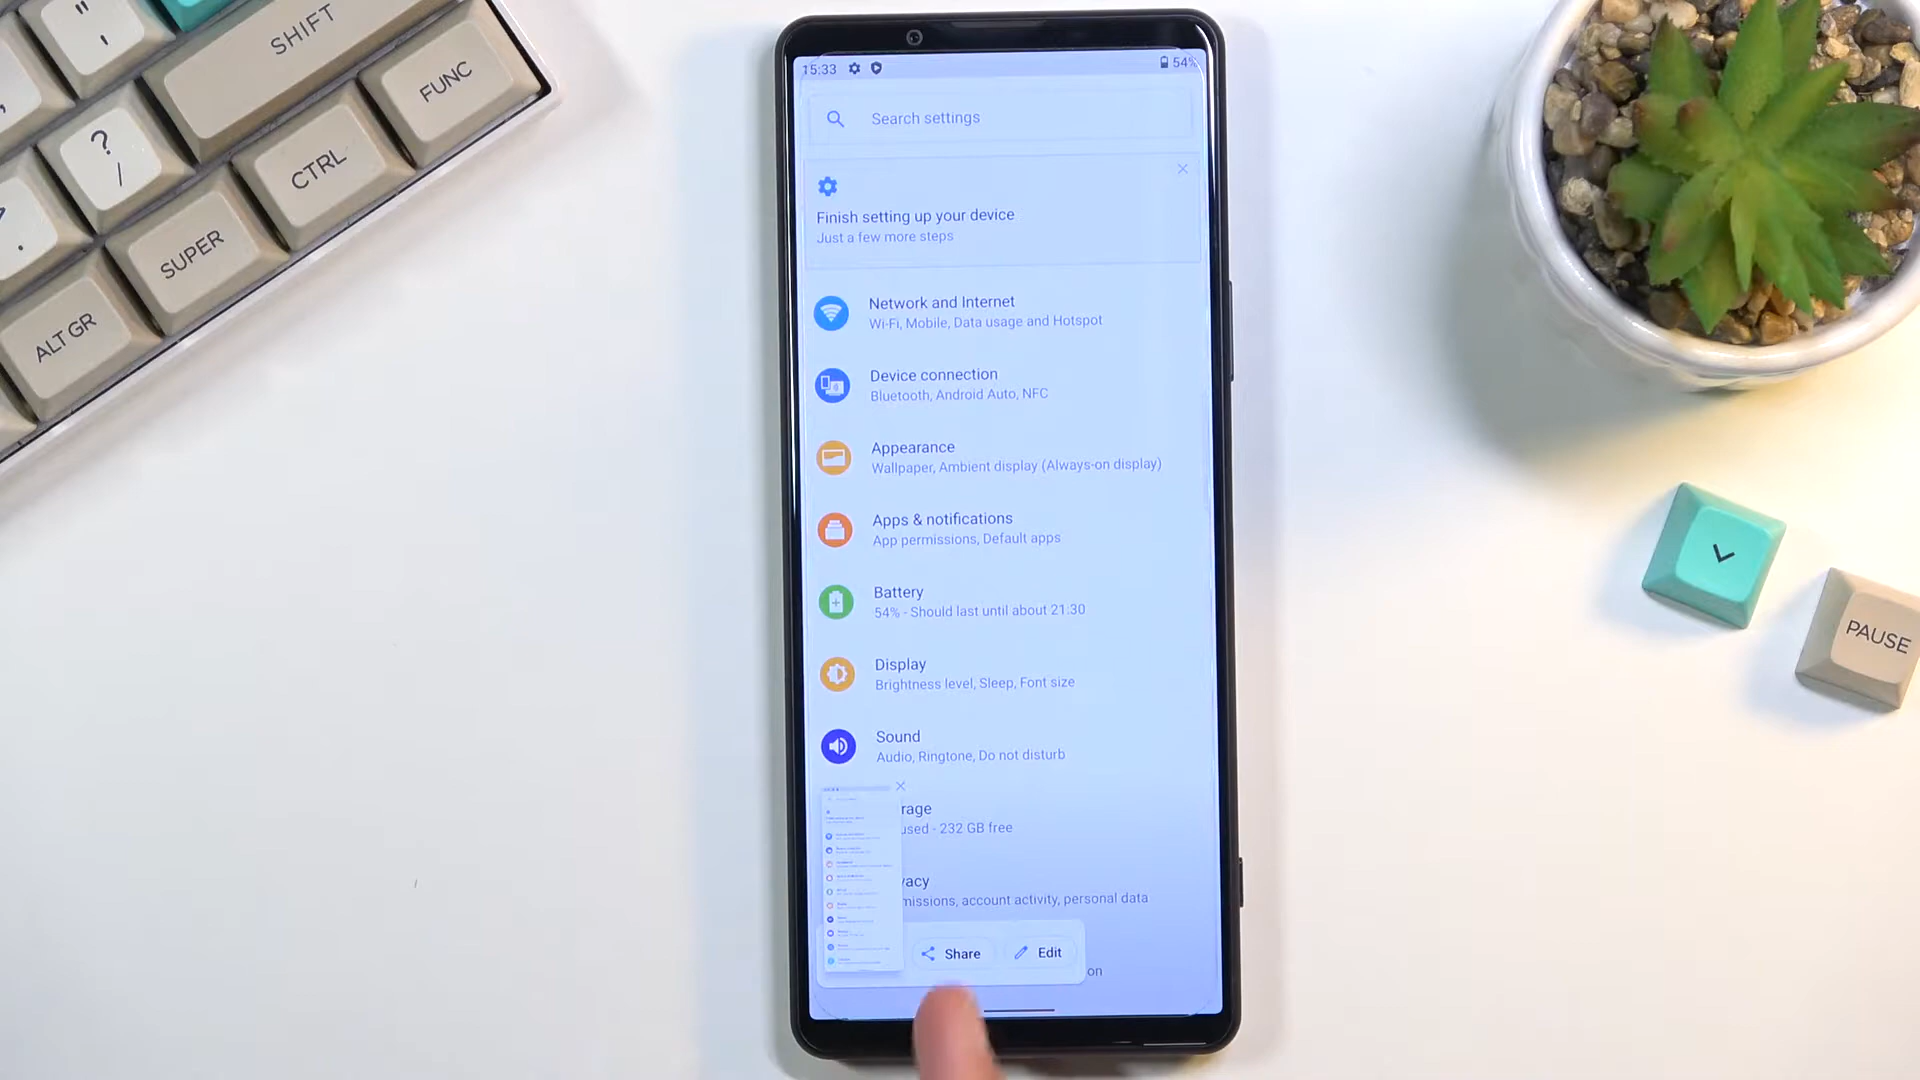 "
,
SHIFT
FUNC
?
/
CTRL
SUPER
ALT GR
PAUSE
15:33
54%
Search settings
Finish setting up your device
Just a few more steps
Network and Internet
Wi-Fi, Mobile, Data usage and Hotspot
Device connection
Bluetooth, Android Auto, NFC
Appearance
Wallpaper, Ambient display (Always-on display)
Apps & notifications
App permissions, Default apps
Battery
54% - Should last until about 21:30
Display
Brightness level, Sleep, Font size
Sound
Audio, Ringtone, Do not disturb
rage
used - 232 GB free
vacy
missions, account activity, personal data
Share
Edit
on